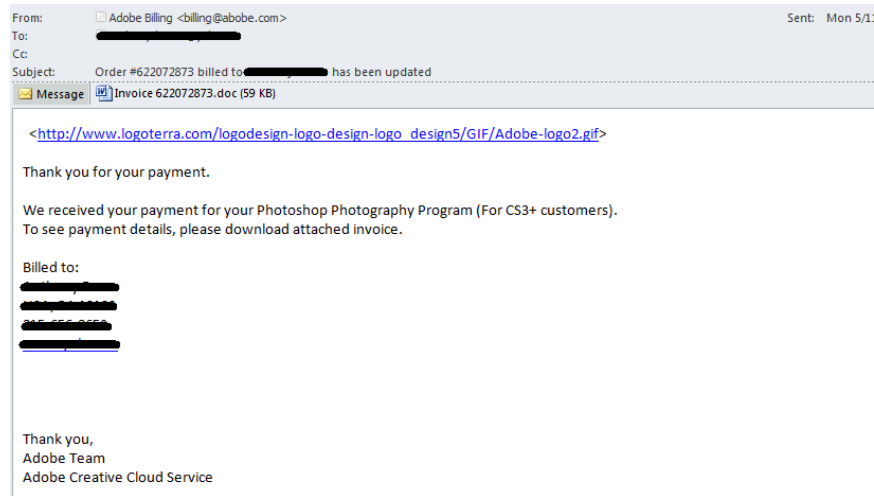 From: Adobe Billing <billing@abobe.com> Sent: Mon 5/11
To:
Cc:
Subject: Order #622072873 billed to has been updated
Message Invoice 622072873.doc (59 KB)
<http://www.logoterra.com/logodesign-logo-design-logo_design5/GIF/Adobe-logo2.gif>
Thank you for your payment.
We received your payment for your Photoshop Photography Program (For CS3+ customers).
To see payment details, please download attached invoice.
Billed to:
Thank you,
Adobe Team
Adobe Creative Cloud Service